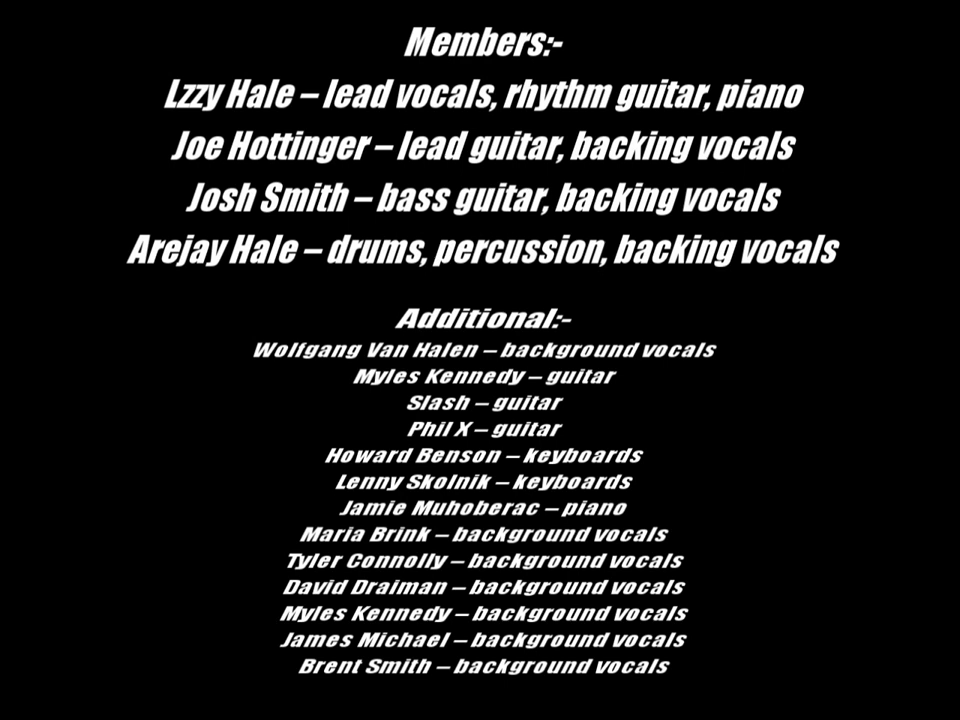 Members:-
Lzzy Hale – lead vocals, rhythm guitar, piano
Joe Hottinger – lead guitar, backing vocals
Josh Smith – bass guitar, backing vocals
Arejay Hale – drums, percussion, backing vocals
Additional:-
Wolfgang Van Halen – background vocals
Myles Kennedy – guitar
Slash – guitar
Phil X – guitar
Howard Benson – keyboards
Lenny Skolnik – keyboards
Jamie Muhoberac – piano
Maria Brink – background vocals
Tyler Connolly – background vocals
David Draiman – background vocals
Myles Kennedy – background vocals
James Michael – background vocals
Brent Smith – background vocals